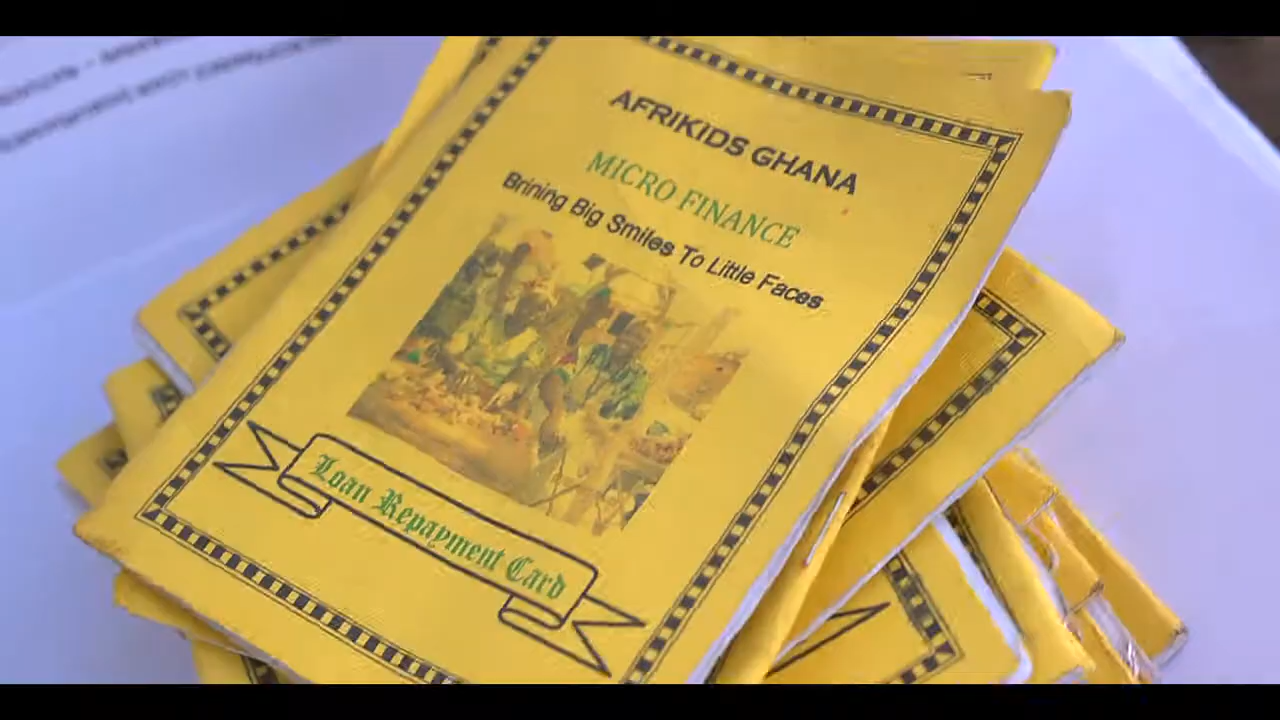 AFRIKIDS GHANA
MICRO FINANCE
Brining Big Smiles To Little Faces
Loan Repayment Card